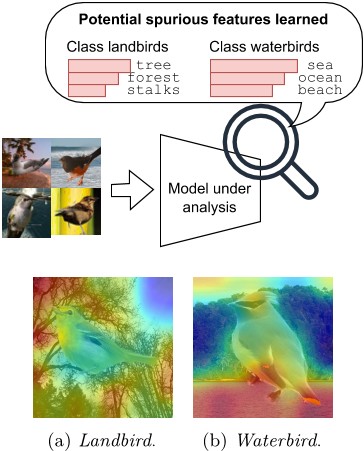 Potential spurious features learned
Class landbirds
Class waterbirds
tree
forest
stalks
sea
ocean
beach
Model under
analysis
(a) Landbird.
(b) Waterbird.